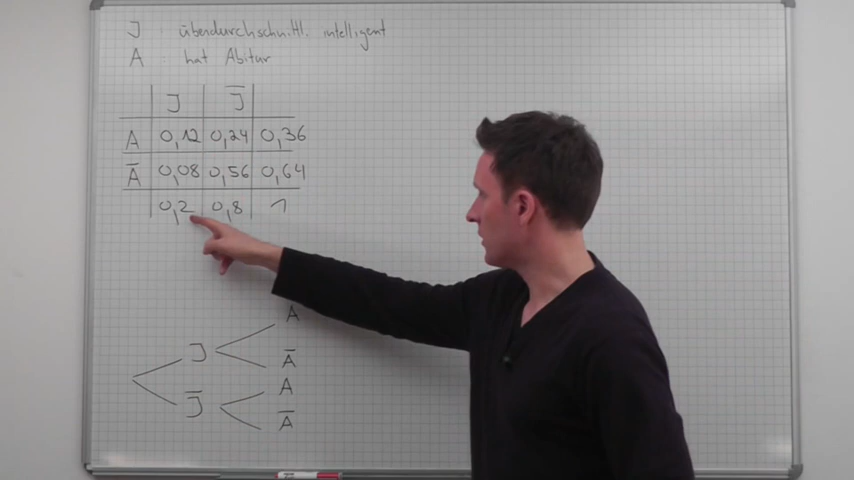 J : überdurchschnittl. intelligent
A : hat Abitur
J J̅
A 0,12 0,24 0,36
A̅ 0,08 0,56 0,64
0,2 0,8 1
A
J
A̅
A
J̅
A̅